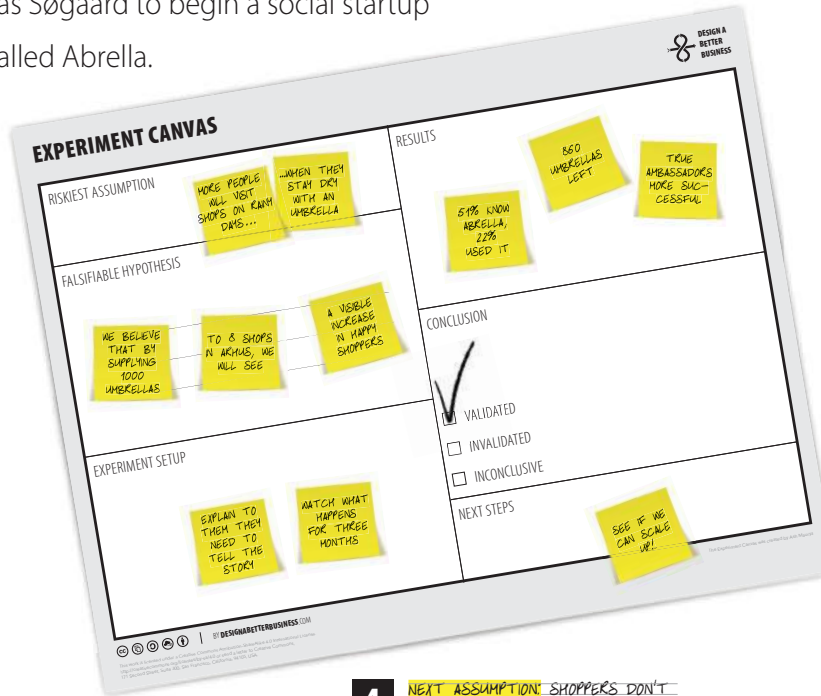 as Søgaard to begin a social startup
alled Abrella.
DESIGN A
BETTER
BUSINESS
EXPERIMENT CANVAS
RISKIEST ASSUMPTION
MORE PEOPLE
WILL VISIT
SHOPS ON RAINY
DAYS...
...WHEN THEY
STAY DRY
WITH AN
UMBRELLA
FALSIFIABLE HYPOTHESIS
WE BELIEVE
THAT BY
SUPPLYING
1000
UMBRELLAS
TO 8 SHOPS
IN ARHUS, WE
WILL SEE
A VISIBLE
INCREASE
IN HAPPY
SHOPPERS
EXPERIMENT SETUP
EXPLAIN TO
THEM THEY
NEED TO
TELL THE
STORY
WATCH WHAT
HAPPENS
FOR THREE
MONTHS
RESULTS
51% KNOW
ABRELLA,
22%
USED IT
860
UMBRELLAS
LEFT
TRUE
AMBASSADORS
MORE SUC-
CESSFUL
CONCLUSION
VALIDATED
INVALIDATED
INCONCLUSIVE
NEXT STEPS
SEE IF WE
CAN SCALE
UP!
BY DESIGNABETTERBUSINESS.COM
NEXT ASSUMPTION: SHOPPERS DON'T